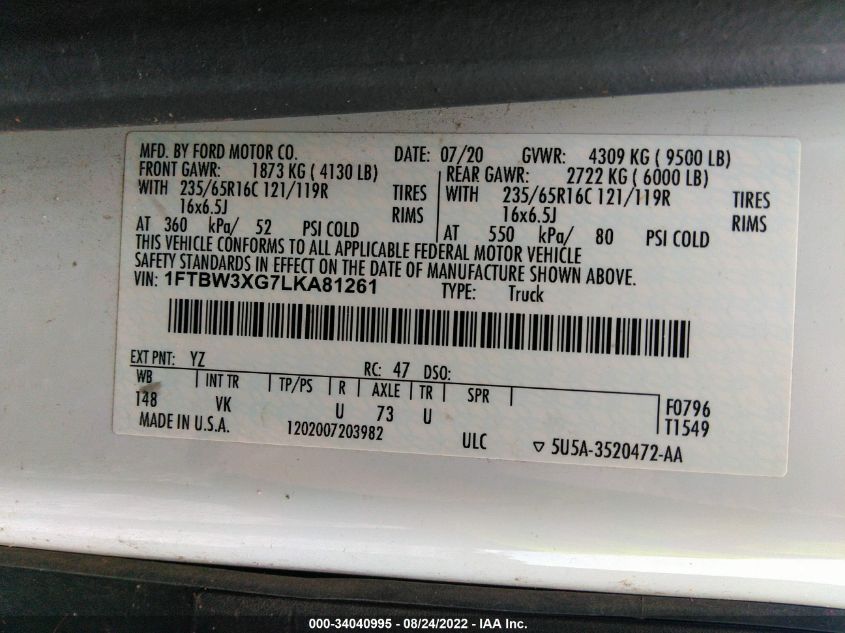 MFD. BY FORD MOTOR CO. DATE: 07/20 GVWR: 4309 KG ( 9500 LB)
FRONT GAWR: 1873 KG ( 4130 LB) REAR GAWR: 2722 KG ( 6000 LB)
WITH 235/65R16C 121/119R TIRES WITH 235/65R16C 121/119R TIRES
16x6.5J RIMS 16x6.5J RIMS
AT 360 kPa/ 52 PSI COLD AT 550 kPa/ 80 PSI COLD
THIS VEHICLE CONFORMS TO ALL APPLICABLE FEDERAL MOTOR VEHICLE
SAFETY STANDARDS IN EFFECT ON THE DATE OF MANUFACTURE SHOWN ABOVE.
VIN: 1FTBW3XG7LKA81261 TYPE: Truck
EXT PNT: YZ RC: 47 DSO:
WB INT TR TP/PS R AXLE TR SPR
148 VK U 73 U F0796
T1549
MADE IN U.S.A. 1202007203982 ULC ▽ 5U5A-3520472-AA
000-34040995 - 08/24/2022 - IAA Inc.